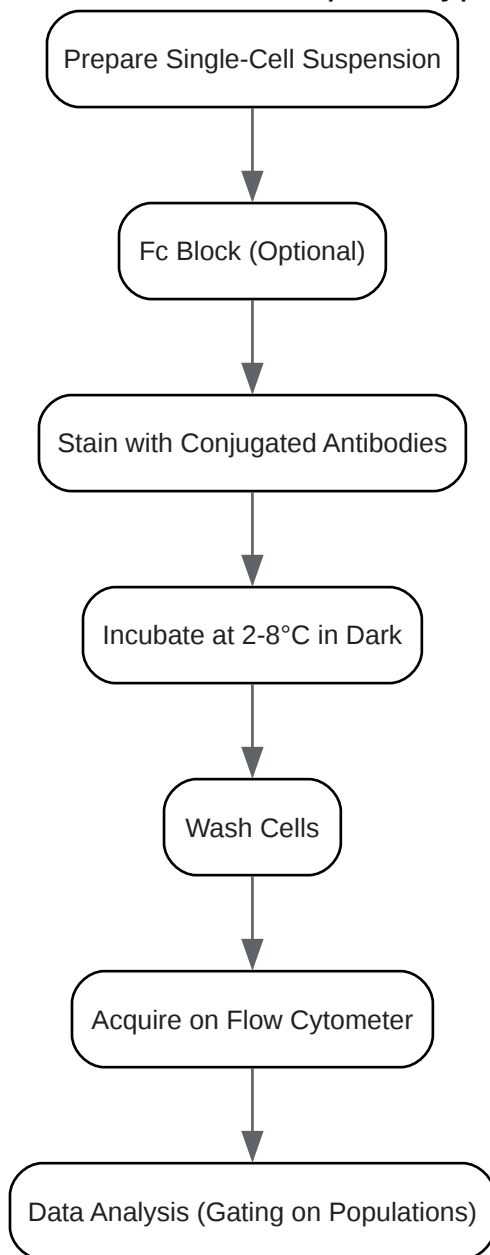 Prepare Single-Cell Suspension
Fc Block (Optional)
Stain with Conjugated Antibodies
Incubate at 2-8°C in Dark
Wash Cells
Acquire on Flow Cytometer
Data Analysis (Gating on Populations)